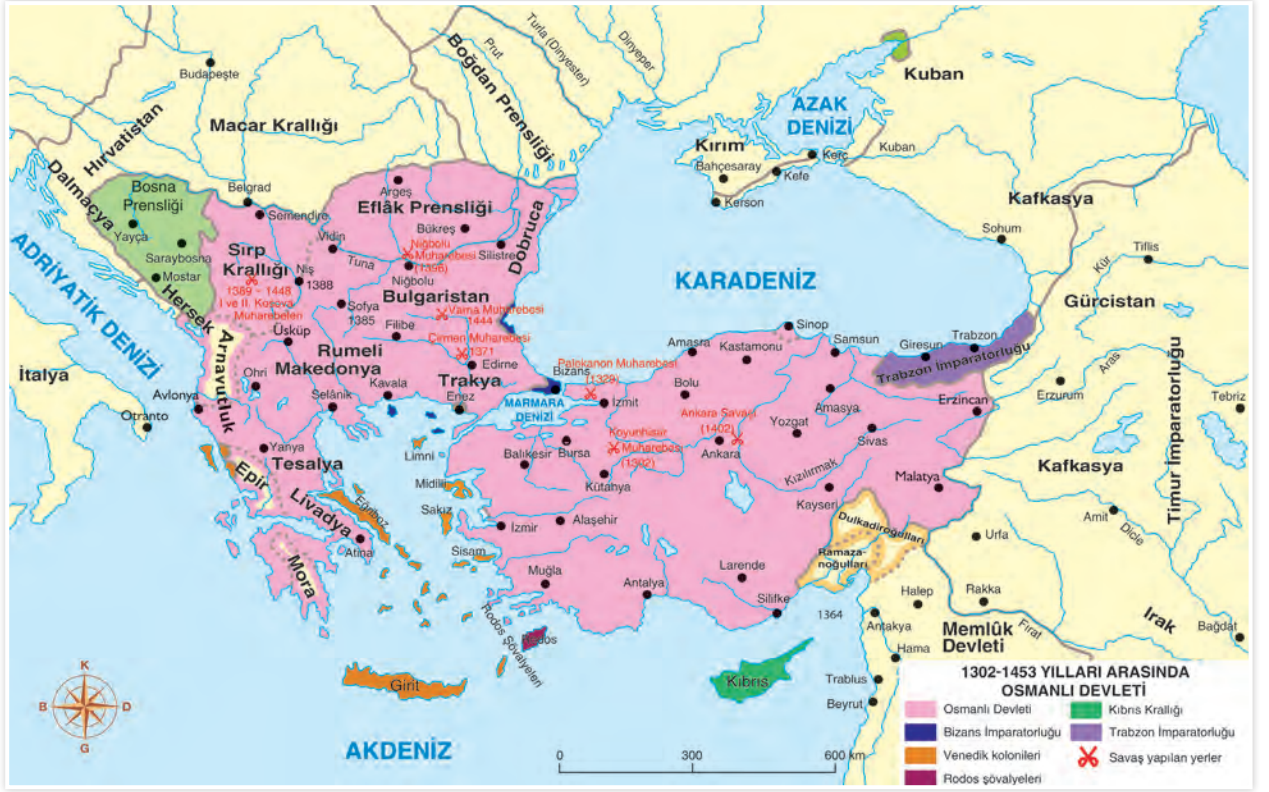 Budapeşte
Macar Krallığı
Hırvatistan
Dalmaçya
Boğdan Prensliği
Prut
Turla (Dinyester)
Dinyeper
Kuban
AZAK
DENİZİ
Kırım
Bahçesaray
Kerç
Kefe
Kerson
Kuban
Kafkasya
Sohum
Tiflis
Kür
Gürcistan
Aras
Bosna
Prensliği
Yayça
Saraybosna
Mostar
Hersek
Belgrad
Semendire
Sırp
Krallığı
1389 - 1448
I ve II. Kosova
Muharebeleri
Niş
1388
Vidin
Tuna
Argeş
Eflâk Prensliği
Bükreş
Niğbolu
Muharebesi
(1396)
Silistre
Niğbolu
Dobruca
Bulgaristan
Sofya
1385
Varna Muharebesi
1444
Filibe
Çirmen Muharebesi
1371
Üsküp
Rumeli
Makedonya
Edirne
Trakya
Kavala
Enez
Ohri
Selânik
Arnavutluk
Avlonya
ADRİYATİK DENİZİ
İtalya
Otranto
Yanya
Tesalya
Epir
Livadya
Eğriboz
Atina
Mora
Limni
Midilli
Sakız
Sisam
KARADENİZ
Bizans
MARMARA
DENİZİ
Palekanon Muharebesi
(1329)
İzmit
Koyunhisar
Muharebesi
(1302)
Bursa
Balıkesir
Kütahya
Amasra
Kastamonu
Sinop
Samsun
Bolu
Ankara Savaşı
(1402)
Ankara
Yozgat
Amasya
Sivas
Kızılırmak
Kayseri
Malatya
Giresun
Trabzon
Trabzon İmparatorluğu
Erzincan
Erzurum
Tebriz
Timur İmparatorluğu
Kafkasya
Amit
Dicle
İzmir
Alaşehir
Muğla
Antalya
Larende
Silifke
Dulkadiroğulları
Ramaza-
noğulları
Urfa
Halep
Rakka
1364
Antakya
Memlûk
Devleti
Fırat
Irak
Bağdat
Hama
Trablus
Beyrut
Rodos
Rodos Şövalyeleri
Girit
Kıbrıs
AKDENİZ
K
B
D
G
0
300
600 km
1302-1453 YILLARI ARASINDA
OSMANLI DEVLETİ
Osmanlı Devleti
Kıbrıs Krallığı
Bizans İmparatorluğu
Trabzon İmparatorluğu
Venedik kolonileri
Savaş yapılan yerler
Rodos şövalyeleri